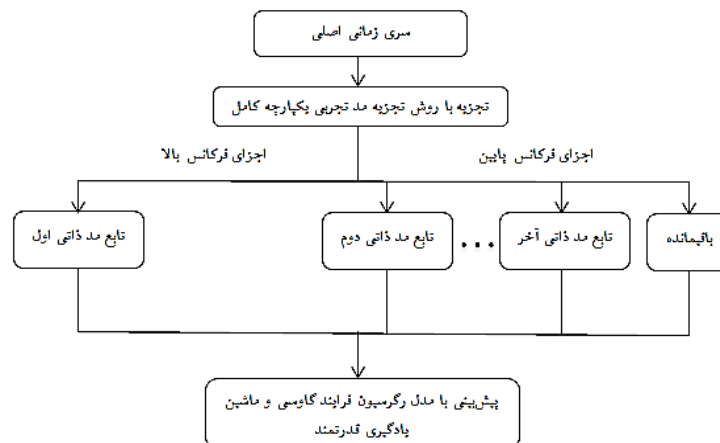 سری زمانی اصلی
تجزیه با روش تجزیه مد تجربی یکپارچه کامل
اجزای فرکانس بالا
اجزای فرکانس پایین
تابع مد ذاتی اول
تابع مد ذاتی دوم
...
تابع مد ذاتی آخر
باقیمانده
پیش‌بینی با مدل رگرسیون فرایند گاوسی و ماشین
یادگیری قدرتمند